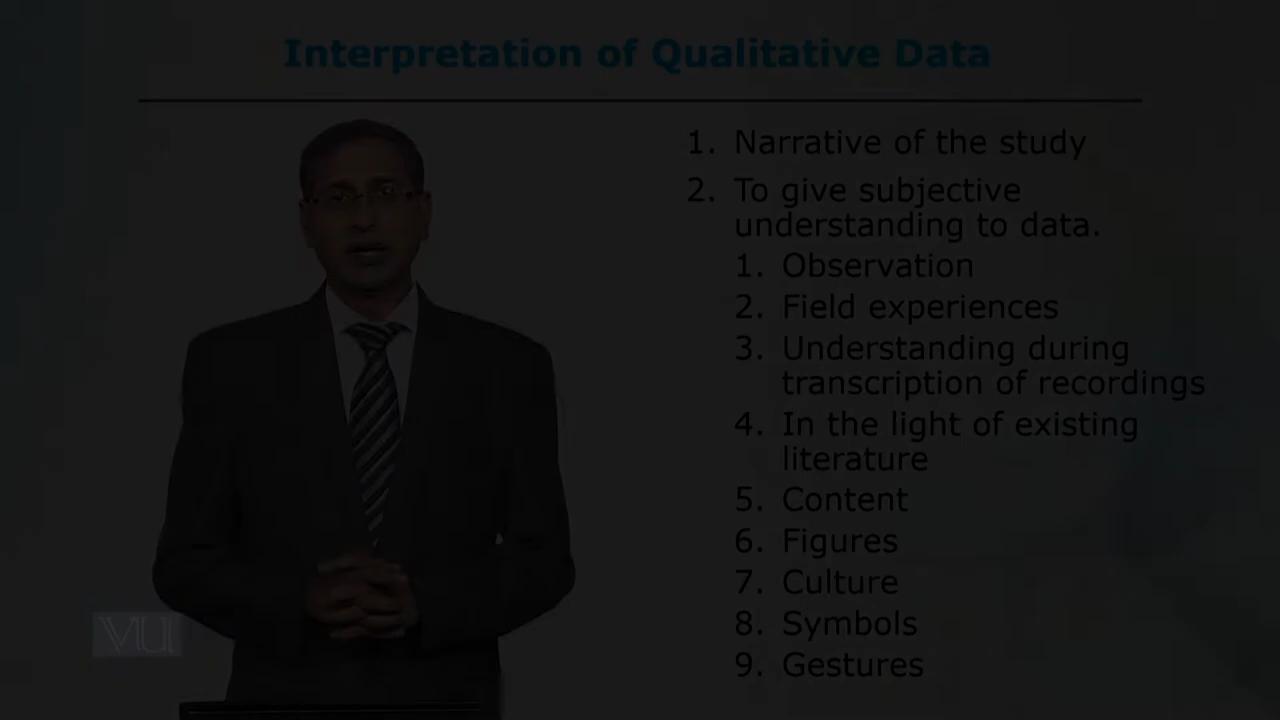 Interpretation of Qualitative Data
1. Narrative of the study
2. To give subjective
understanding to data.
1. Observation
2. Field experiences
3. Understanding during
transcription of recordings
4. In the light of existing
literature
5. Content
6. Figures
7. Culture
8. Symbols
9. Gestures
VU